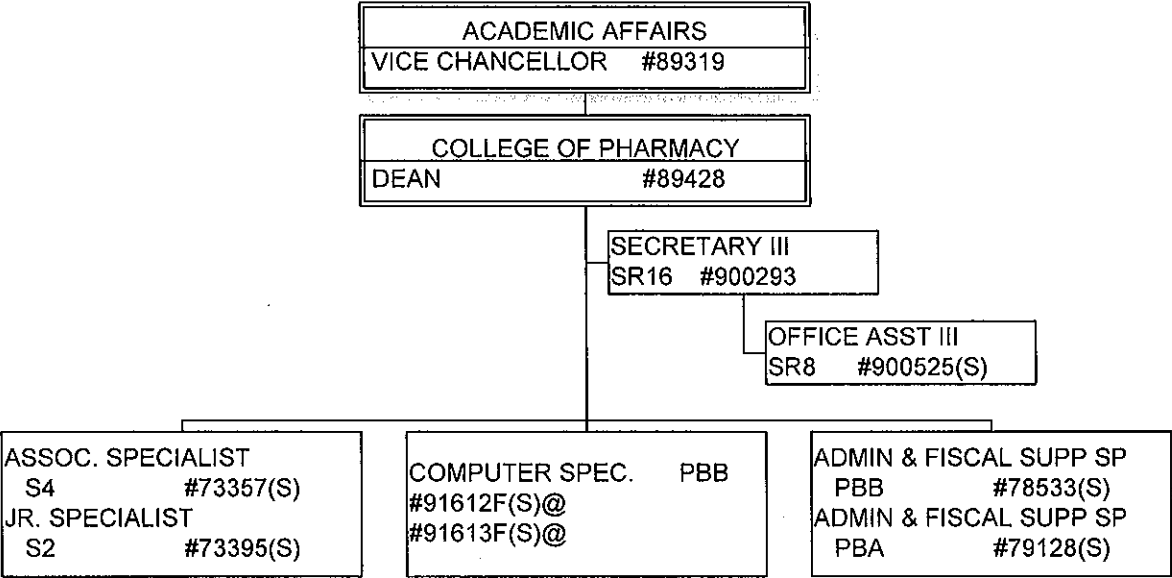 ACADEMIC AFFAIRS
VICE CHANCELLOR #89319
COLLEGE OF PHARMACY
DEAN #89428
SECRETARY III
SR16 #900293
OFFICE ASST III
SR8 #900525(S)
ASSOC. SPECIALIST
S4 #73357(S)
JR. SPECIALIST
S2 #73395(S)
COMPUTER SPEC. PBB
#91612F(S)@
#91613F(S)@
ADMIN & FISCAL SUPP SP
PBB #78533(S)
ADMIN & FISCAL SUPP SP
PBA #79128(S)